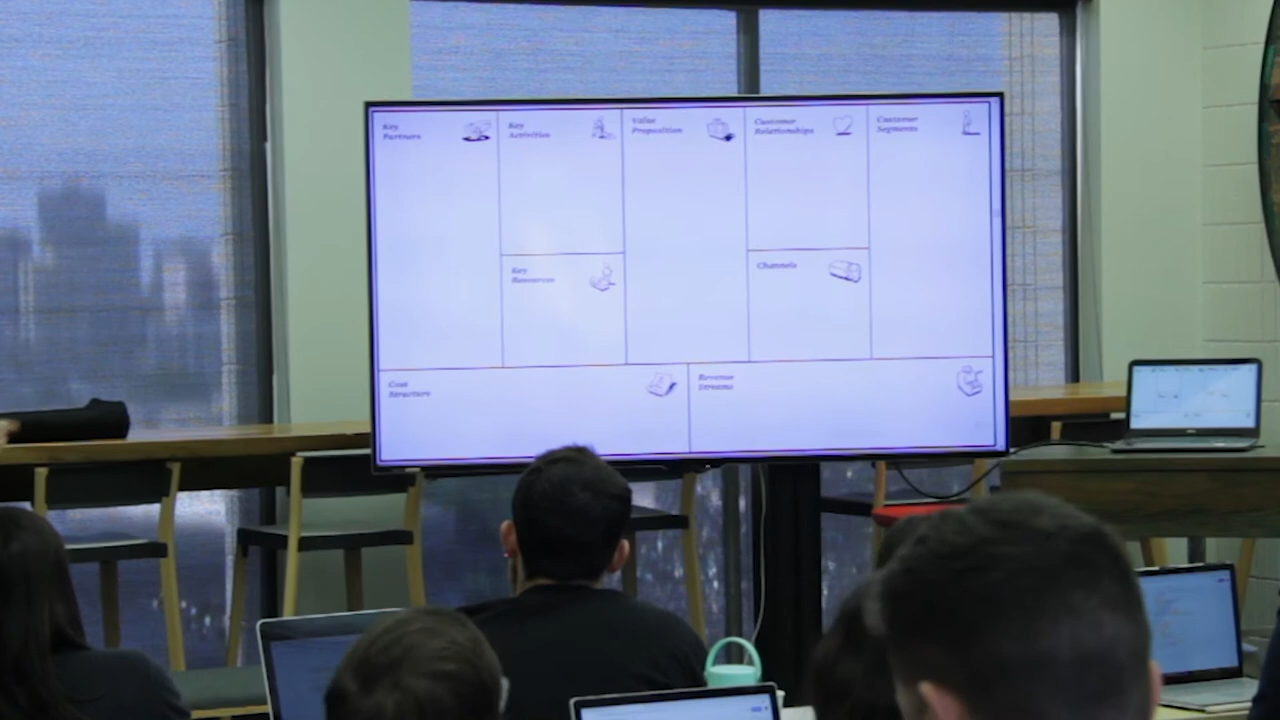 Key
Partners
Key
Activities
Value
Proposition
Customer
Relationships
Customer
Segments
Key
Resources
Channels
Cost
Structure
Revenue
Streams